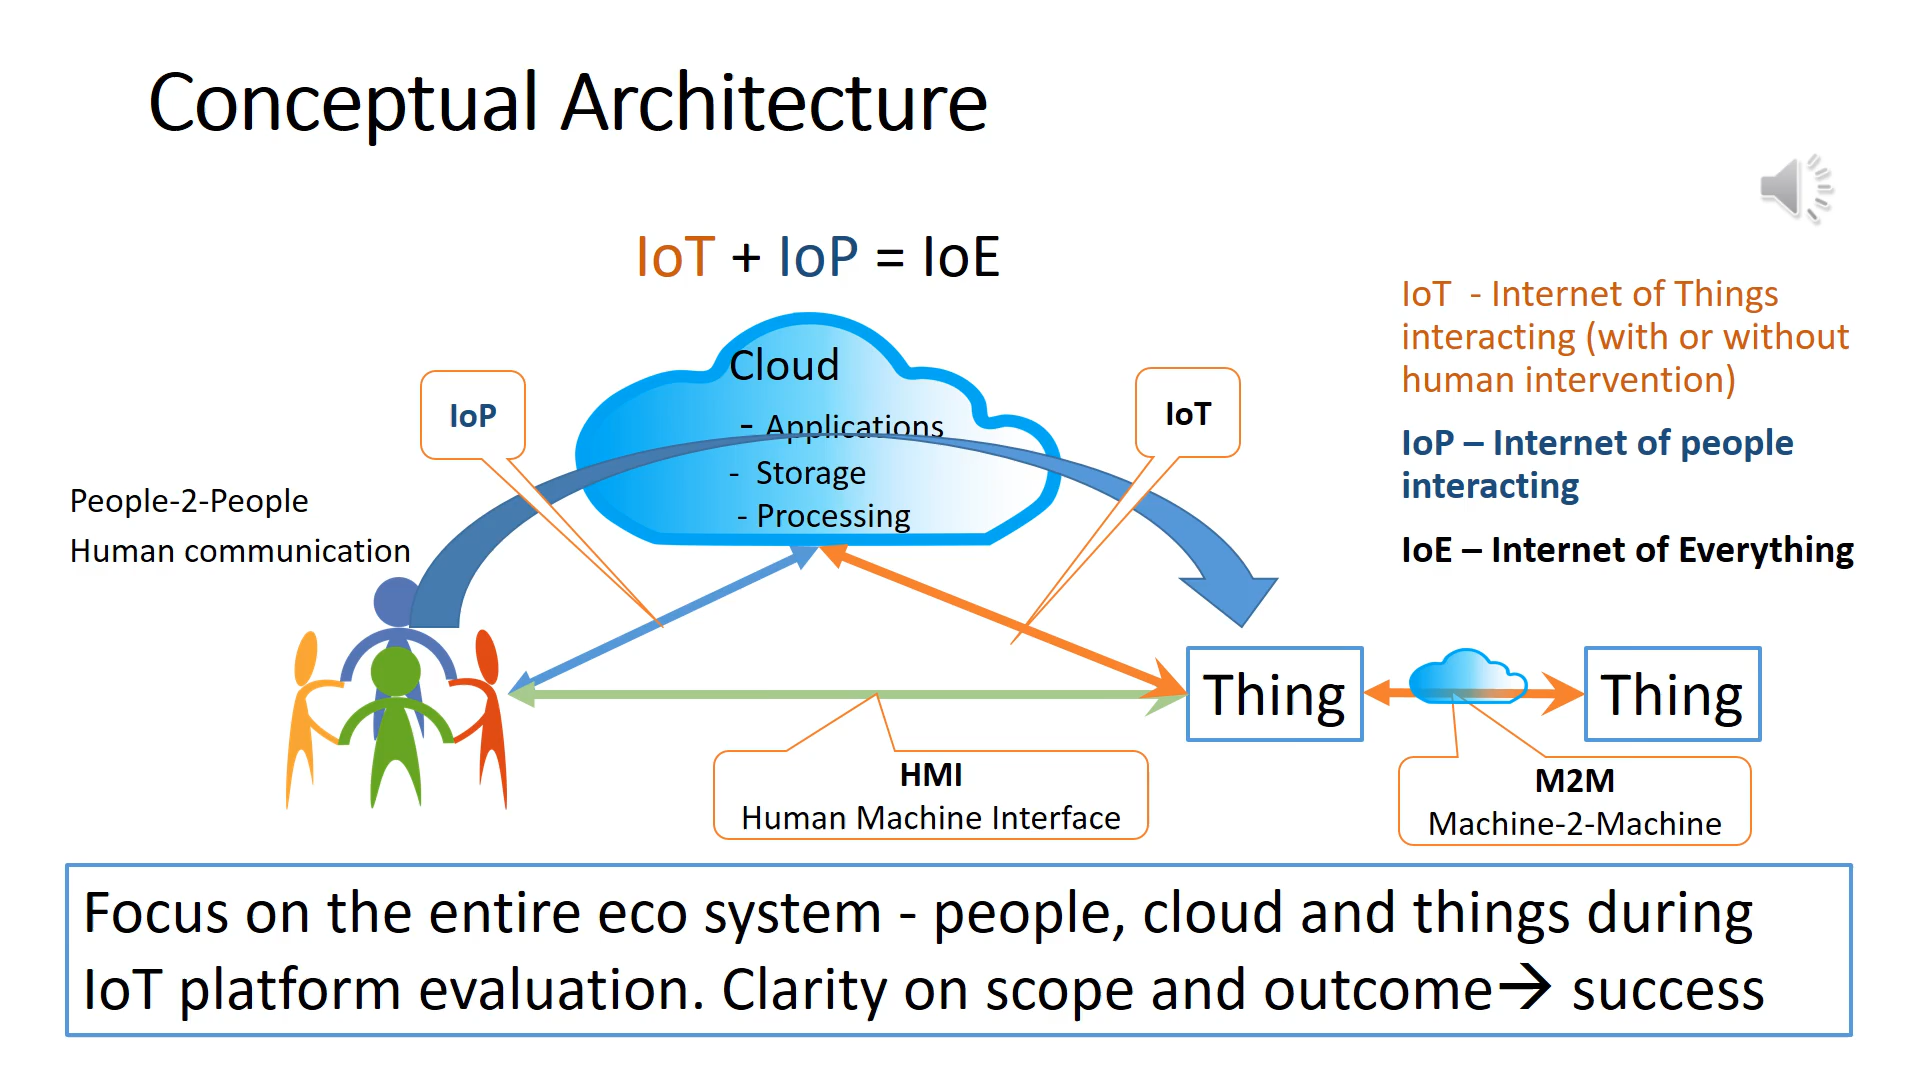 Conceptual Architecture
IoT + IoP = IoE
Cloud
- Applications
- Storage
- Processing
IoP
IoT
IoT - Internet of Things
interacting (with or without
human intervention)
IoP – Internet of people
interacting
IoE – Internet of Everything
People-2-People
Human communication
Thing
Thing
HMI
Human Machine Interface
M2M
Machine-2-Machine
Focus on the entire eco system - people, cloud and things during
IoT platform evaluation. Clarity on scope and outcome→ success